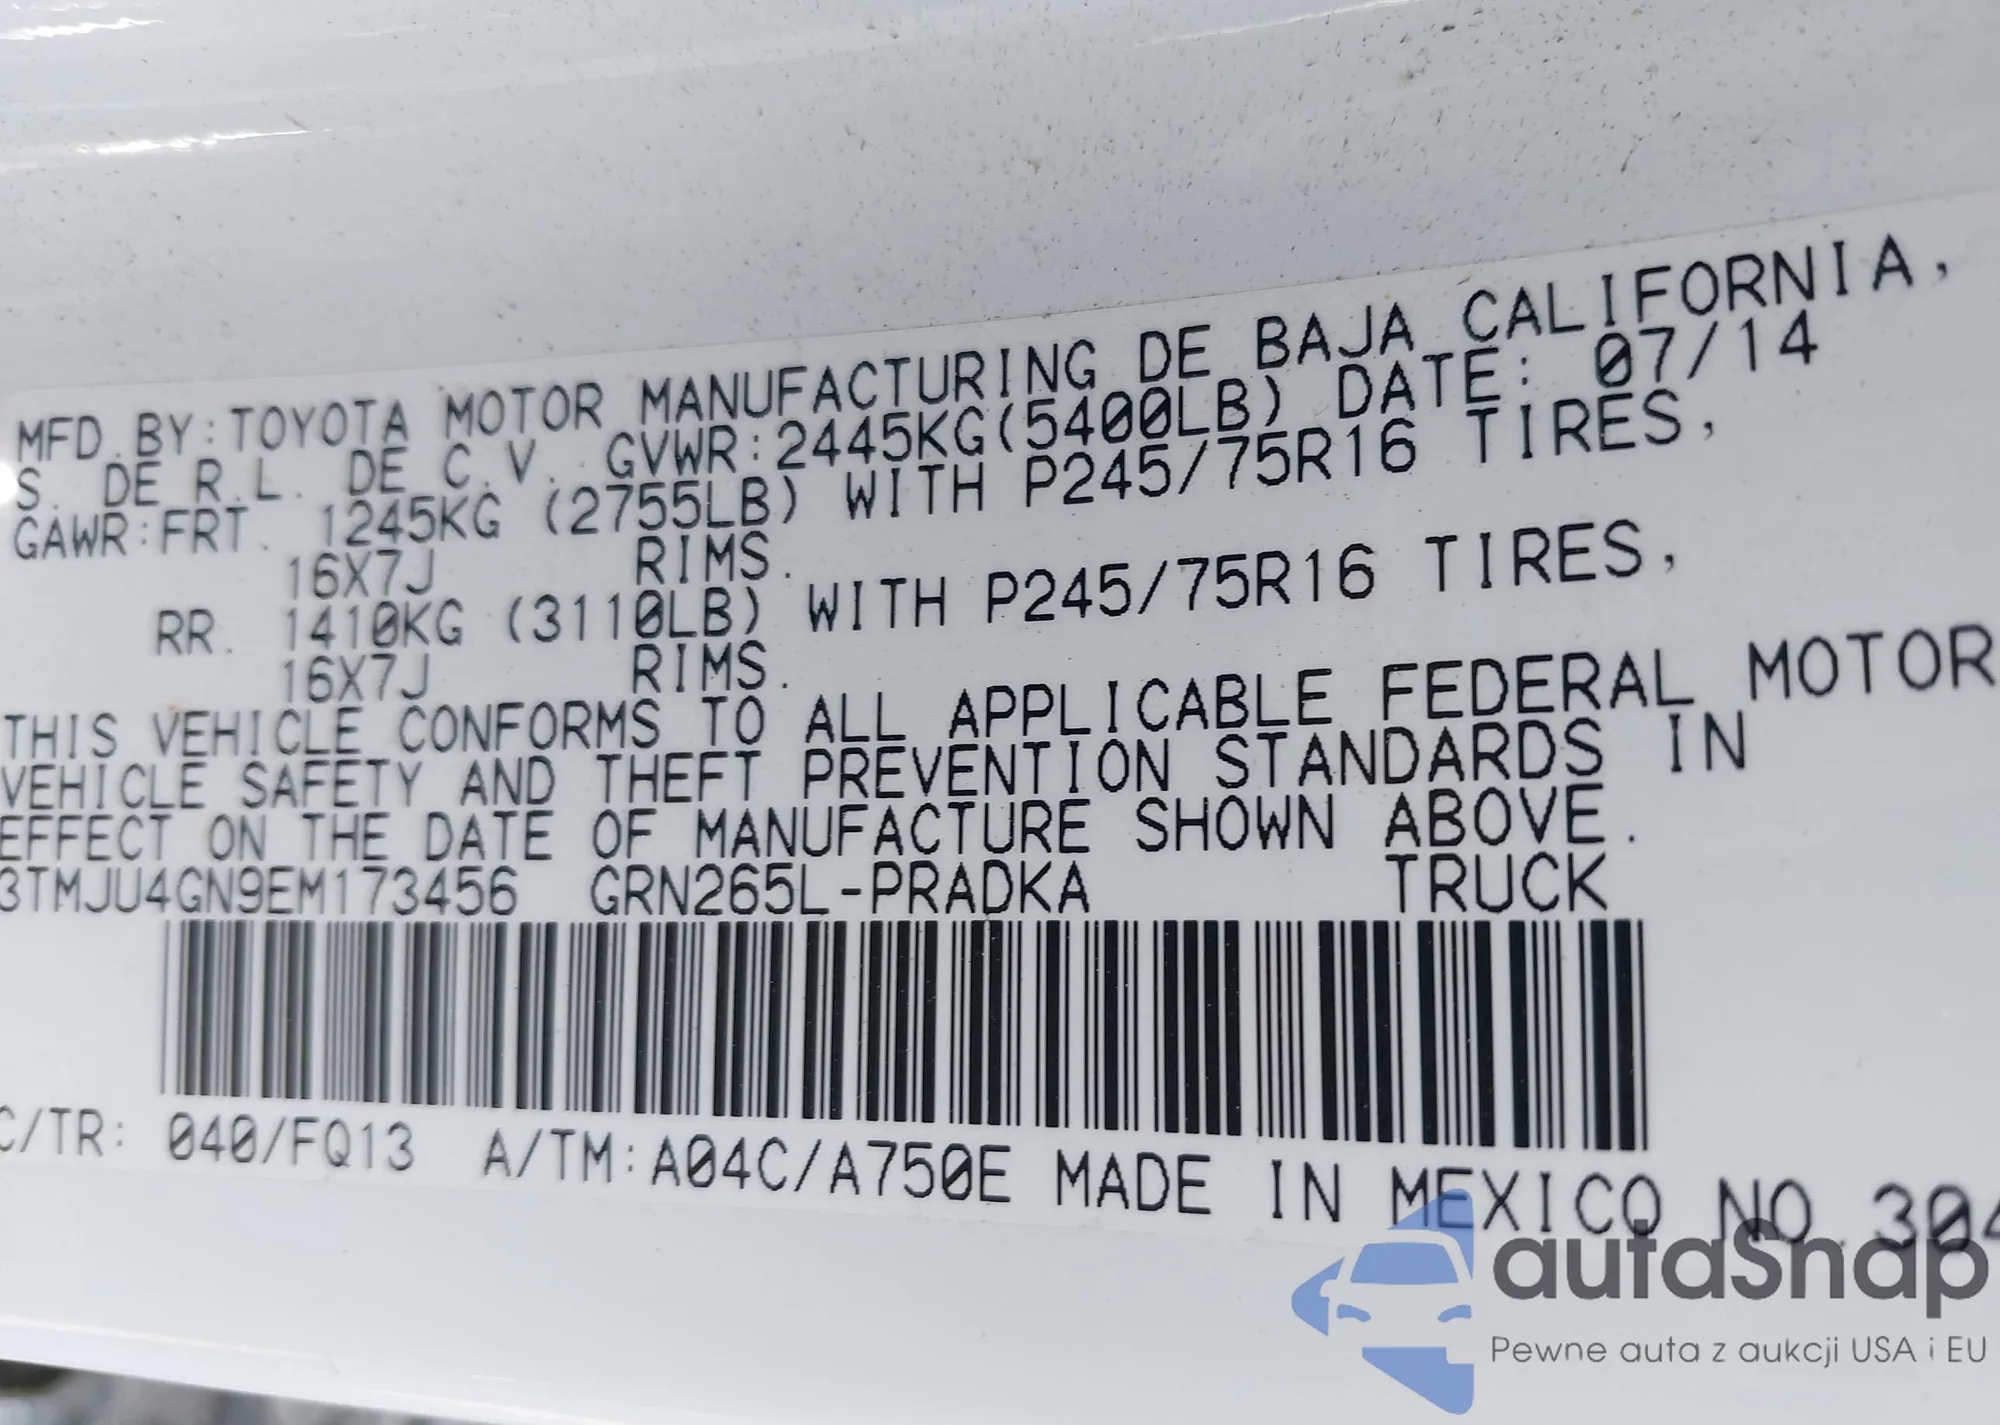 MFD.BY:TOYOTA MOTOR MANUFACTURING DE BAJA CALIFORNIA,
S. DE R.L. DE C.V. GVWR:2445KG(5400LB) DATE: 07/14
GAWR:FRT. 1245KG (2755LB) WITH P245/75R16 TIRES,
16X7J RIMS.
RR. 1410KG (3110LB) WITH P245/75R16 TIRES,
16X7J RIMS.
THIS VEHICLE CONFORMS TO ALL APPLICABLE FEDERAL MOTOR
VEHICLE SAFETY AND THEFT PREVENTION STANDARDS IN
EFFECT ON THE DATE OF MANUFACTURE SHOWN ABOVE.
3TMJU4GN9EM173456 GRN265L-PRADKA TRUCK
C/TR: 040/FQ13 A/TM:A04C/A750E MADE IN MEXICO NO.304
autoSnap
Pewne auta z aukcji USA i EU